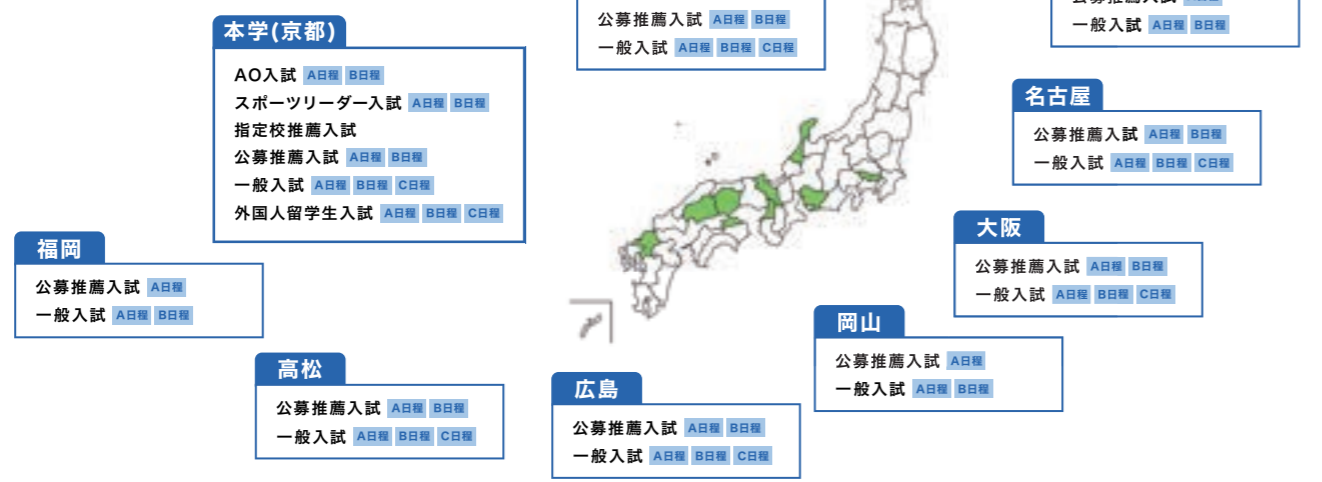 公募推薦入試 A日程 B日程
一般入試 A日程 B日程 C日程
一般入試 A日程 B日程
本学(京都)
AO入試 A日程 B日程
スポーツリーダー入試 A日程 B日程
指定校推薦入試
公募推薦入試 A日程 B日程
一般入試 A日程 B日程 C日程
外国人留学生入試 A日程 B日程 C日程
名古屋
公募推薦入試 A日程 B日程
一般入試 A日程 B日程 C日程
福岡
公募推薦入試 A日程
一般入試 A日程 B日程
大阪
公募推薦入試 A日程 B日程
一般入試 A日程 B日程 C日程
岡山
公募推薦入試 A日程
一般入試 A日程 B日程
高松
公募推薦入試 A日程 B日程
一般入試 A日程 B日程 C日程
広島
公募推薦入試 A日程 B日程
一般入試 A日程 B日程 C日程